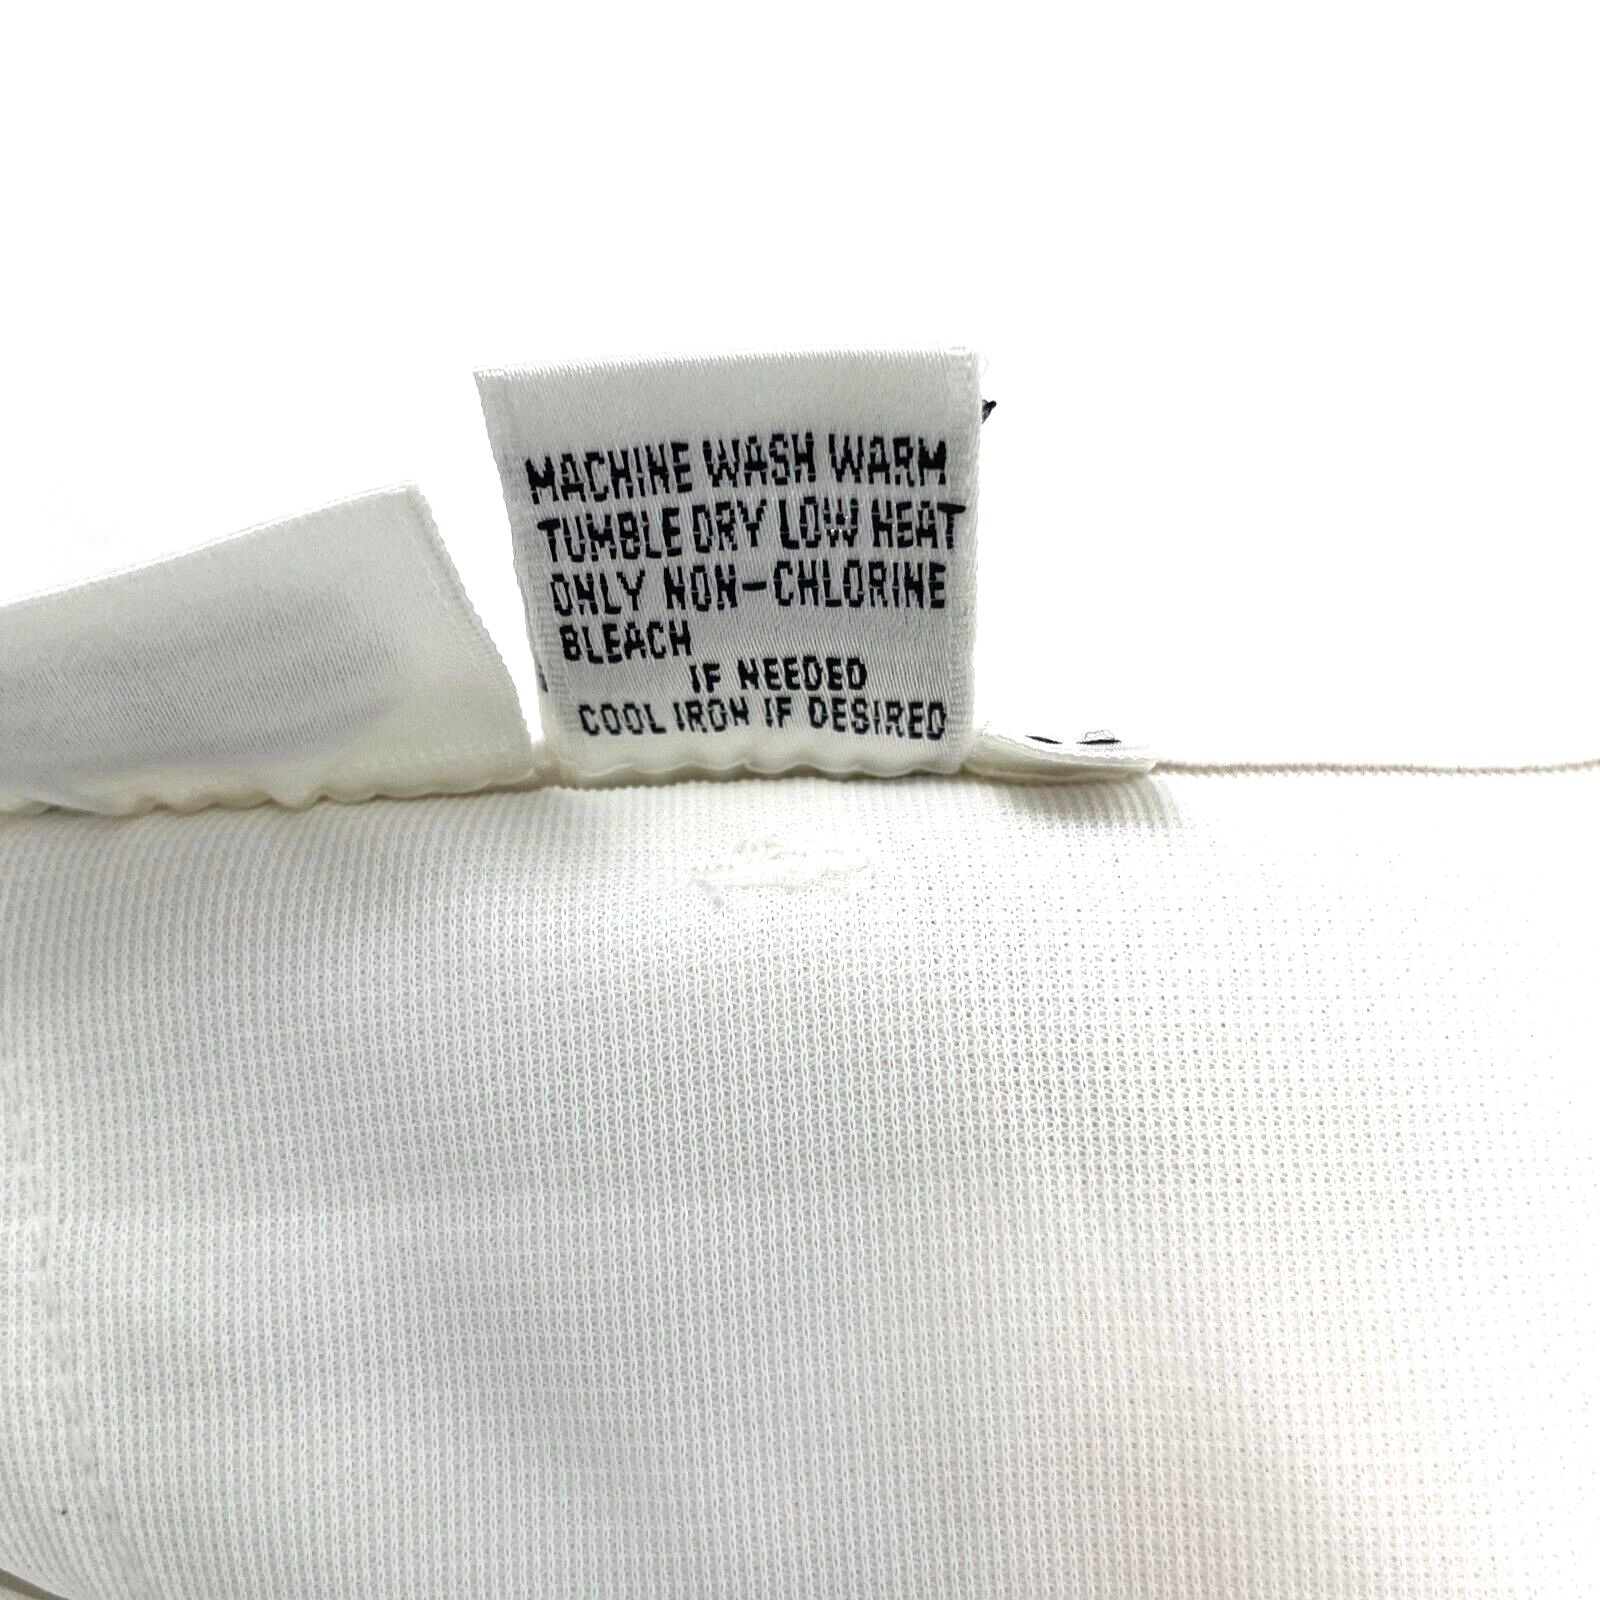 MACHINE WASH WARM
TUMBLE DRY LOW HEAT
ONLY NON-CHLORINE
BLEACH
IF NEEDED
COOL IRON IF DESIRED